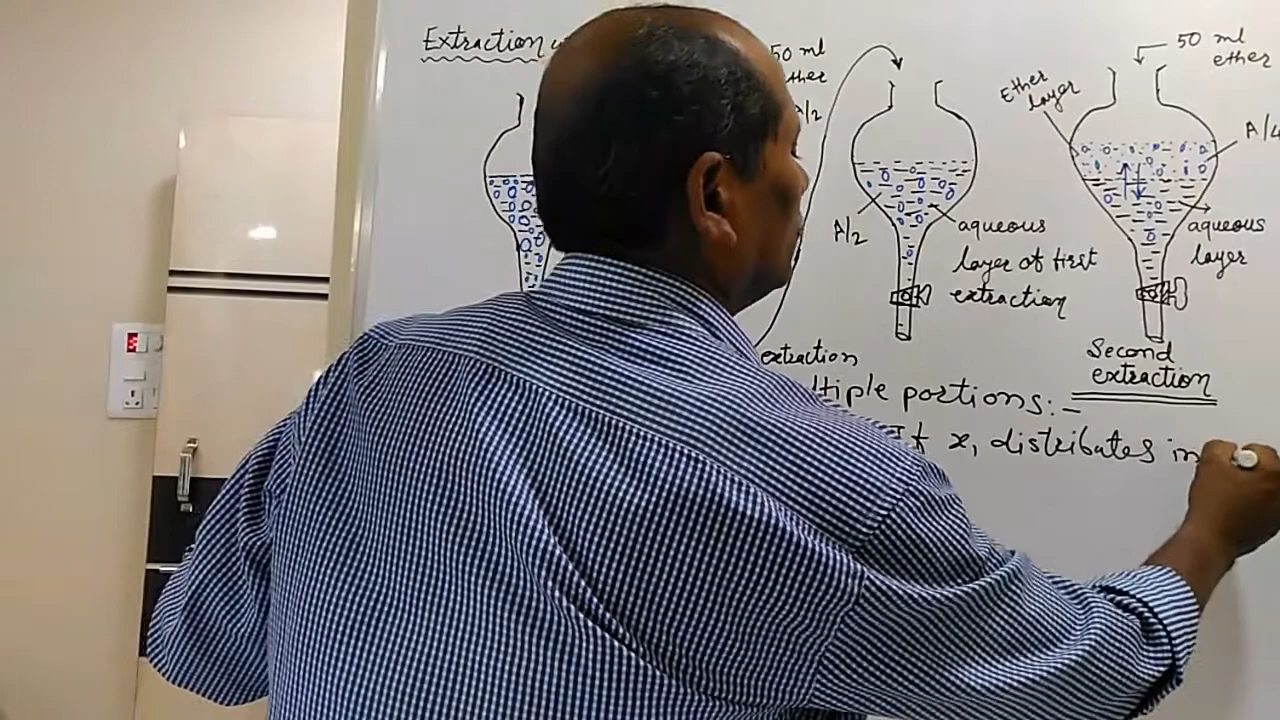 Extraction
50 ml
ether
A/2
A/2
aqueous
layer of first
extraction
50 ml
ether
Ether
layer
A/4
aqueous
layer
Second
extraction
extraction
portions:-
If x, distributes in